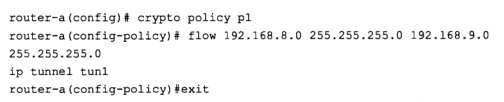 router-a(config)# crypto policy p1
router-a(config-policy)# flow 192.168.8.0 255.255.255.0 192.168.9.0
255.255.255.0
ip tunnel tun1
router-a(config-policy)#exit